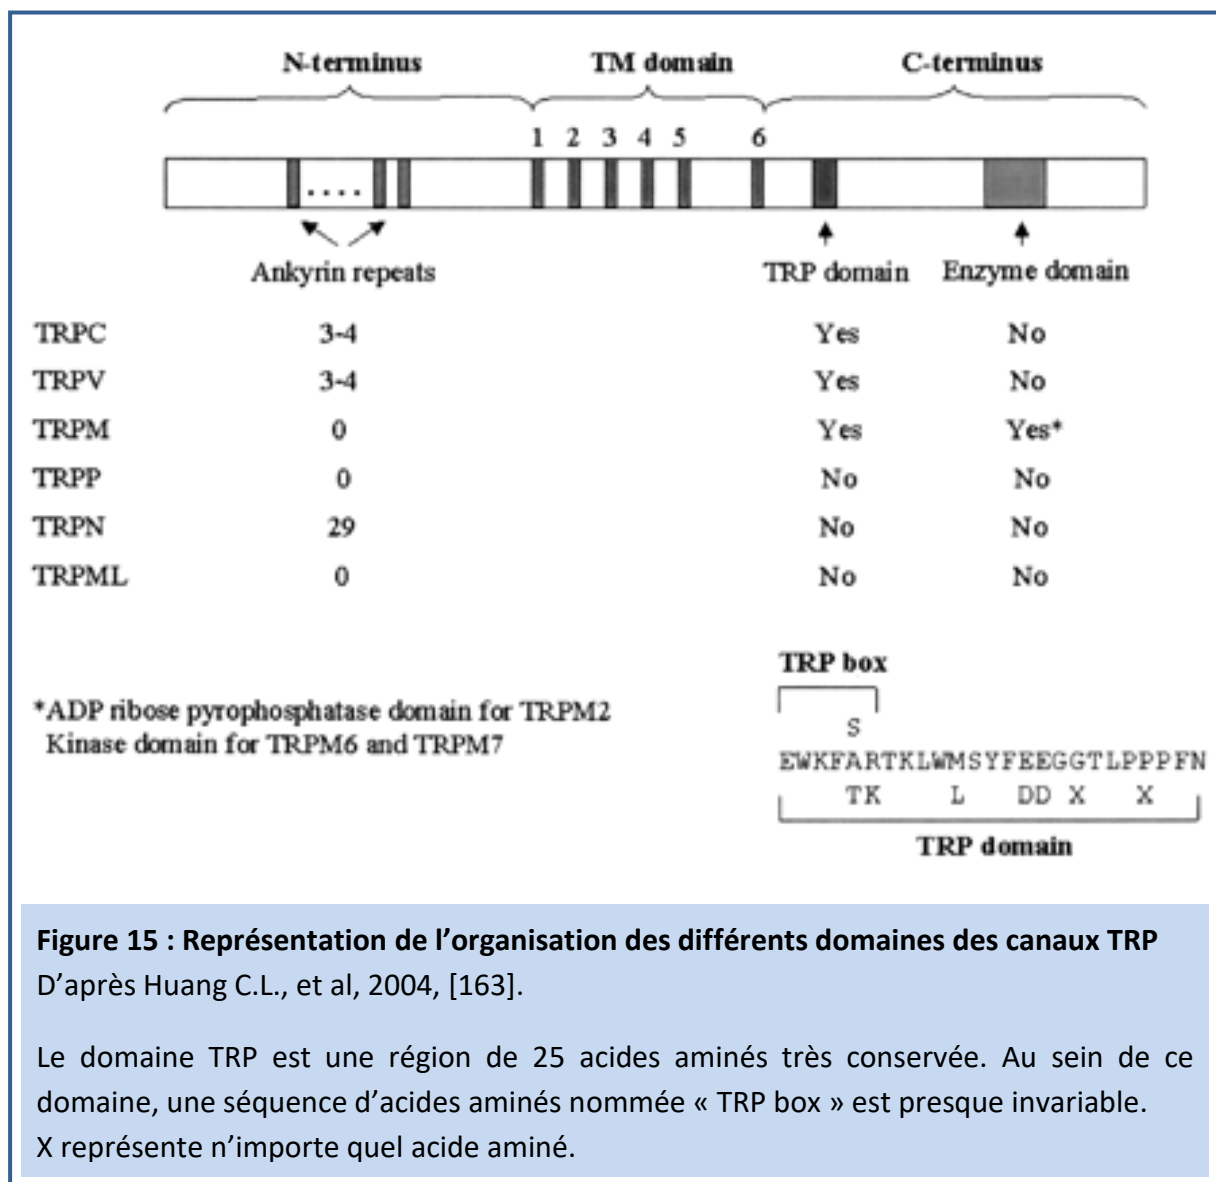 N-terminus TM domain C-terminus
1 2 3 4 5 6
....
Ankyrin repeats TRP domain Enzyme domain
TRPC 3-4 Yes No
TRPV 3-4 Yes No
TRPM 0 Yes Yes*
TRPP 0 No No
TRPN 29 No No
TRPML 0 No No
TRP box
*ADP ribose pyrophosphatase domain for TRPM2
Kinase domain for TRPM6 and TRPM7
S
EWKFARTKLWMSYFEEGGTLPPPFN
TK L DD X X
TRP domain
Figure 15 : Représentation de l'organisation des différents domaines des canaux TRP
D'après Huang C.L., et al, 2004, [163].
Le domaine TRP est une région de 25 acides aminés très conservée. Au sein de ce
domaine, une séquence d'acides aminés nommée « TRP box » est presque invariable.
X représente n'importe quel acide aminé.